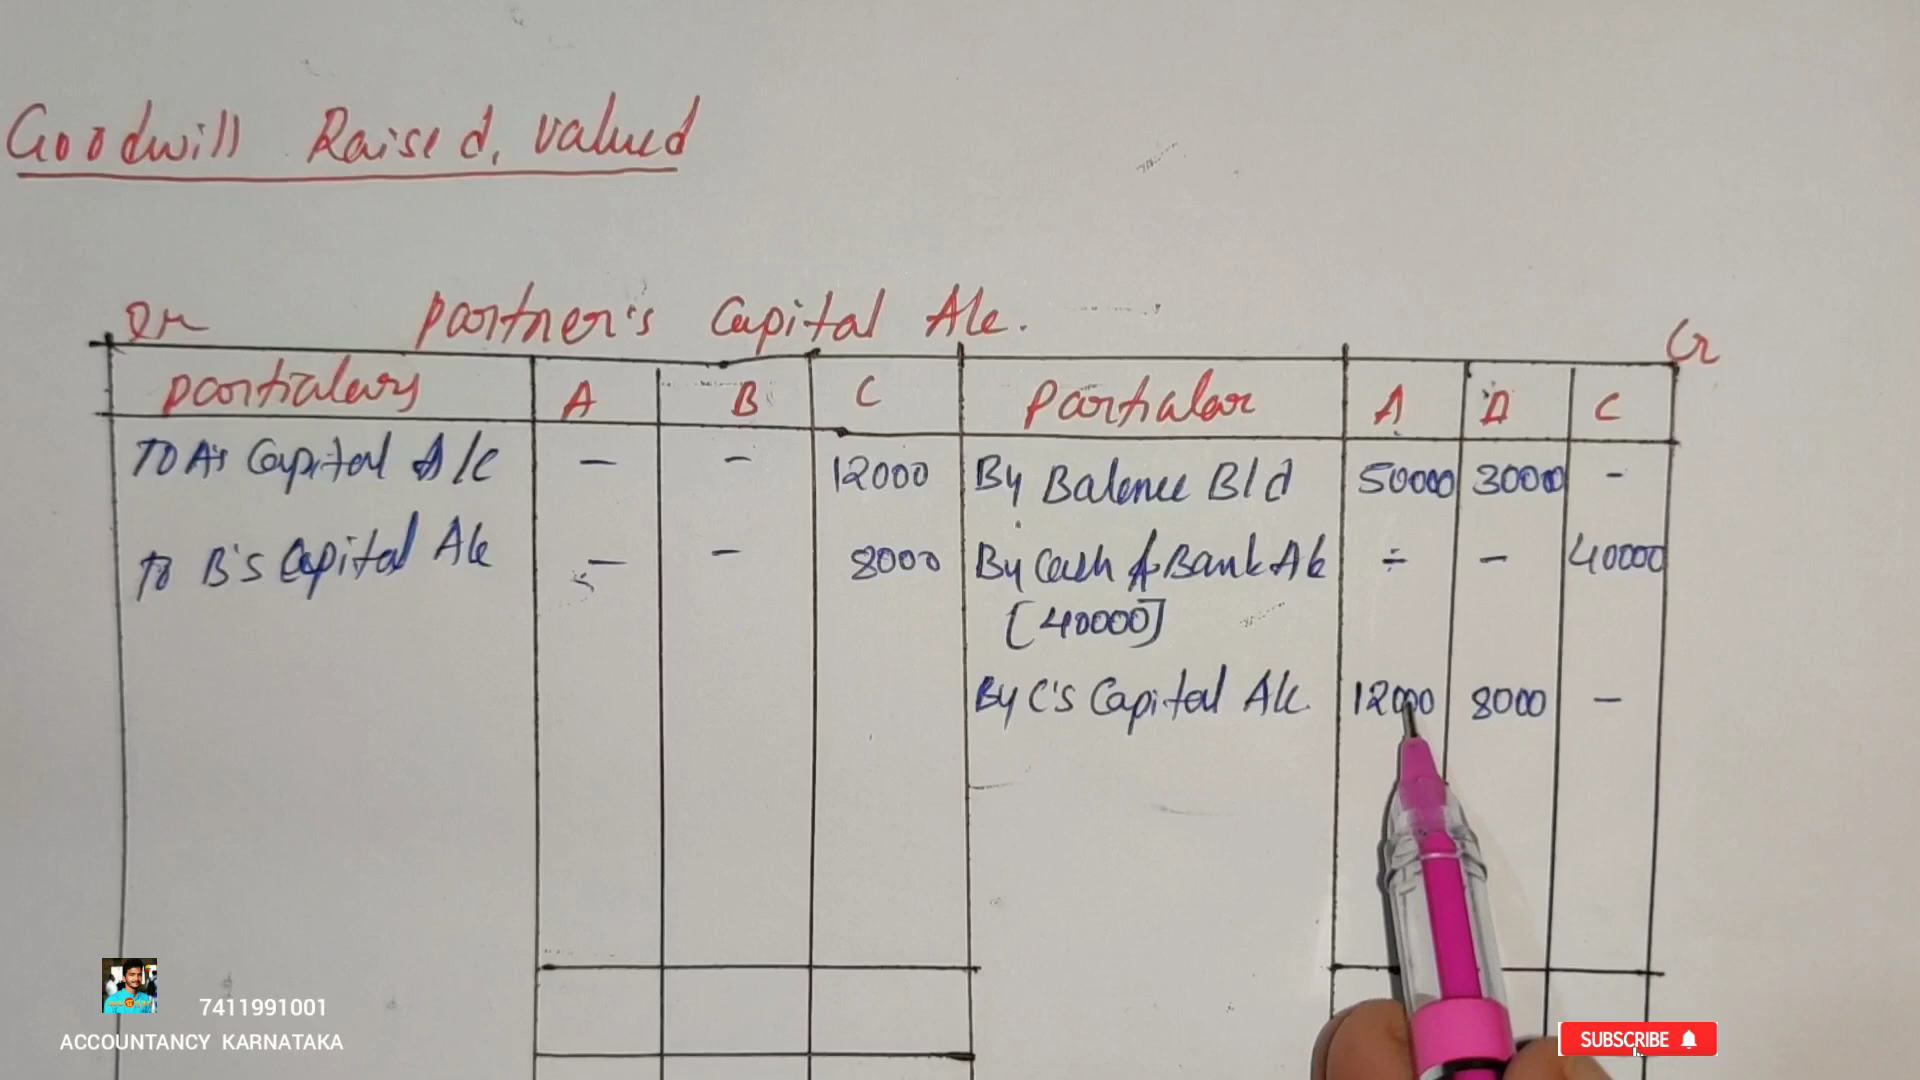 Goodwill Raised, valued
Dr Partner's Capital A/c. Cr
Particulars A B C Particular A B C
To A's Capital A/c - - 12000 By Balance B/d 50000 30000 -
To B's Capital A/c - - 8000 By Cash & Bank A/c - - 40000
[40000]
By C's Capital A/c. 12000 8000 -
7411991001
ACCOUNTANCY KARNATAKA
SUBSCRIBE